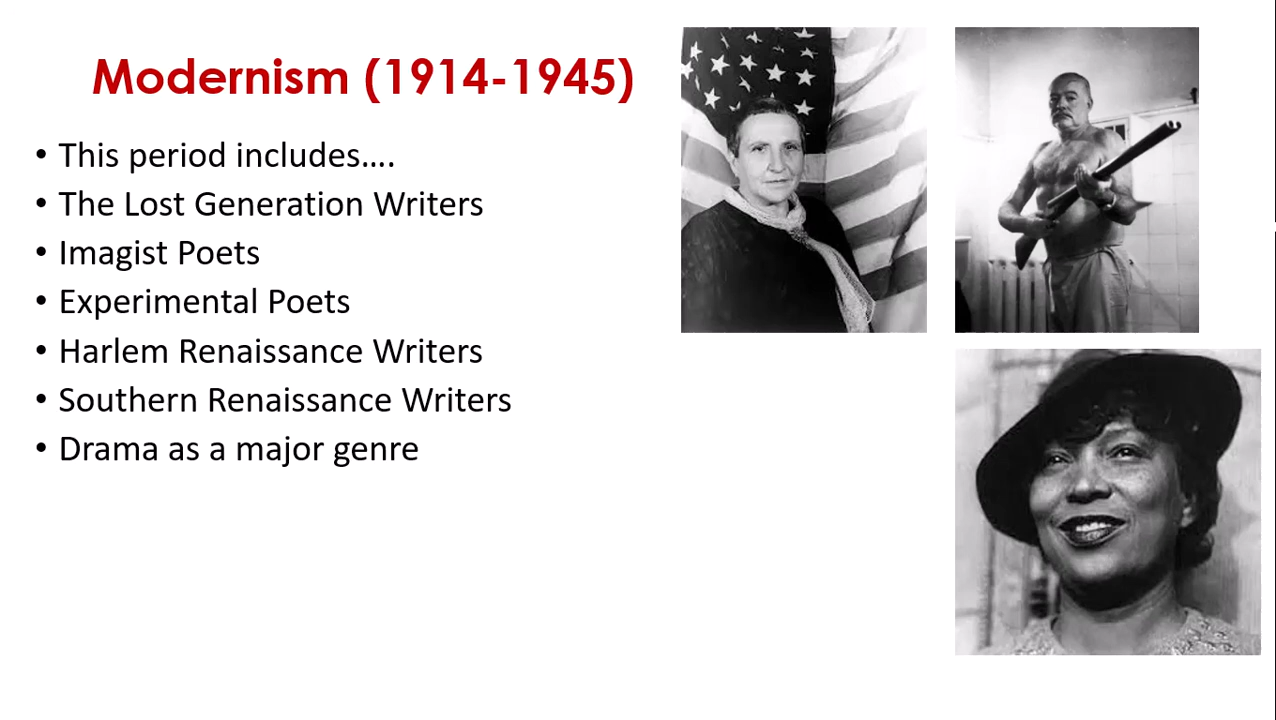 Modernism (1914-1945)
• This period includes....
• The Lost Generation Writers
• Imagist Poets
• Experimental Poets
• Harlem Renaissance Writers
• Southern Renaissance Writers
• Drama as a major genre